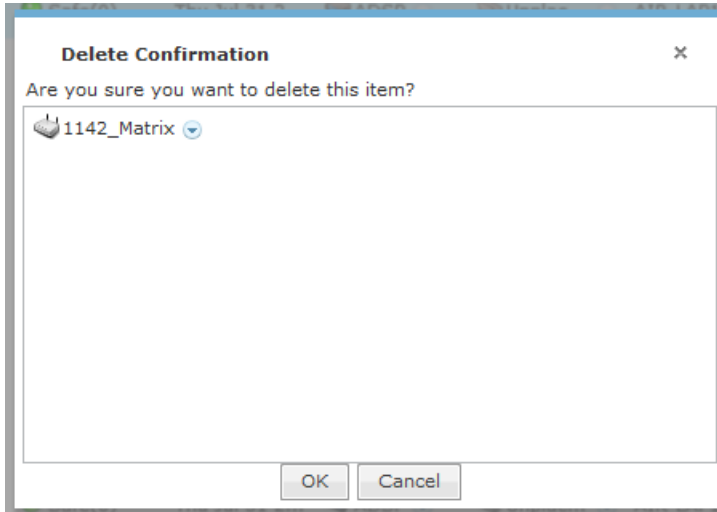 Delete Confirmation
Are you sure you want to delete this item?
1142_Matrix
OK Cancel